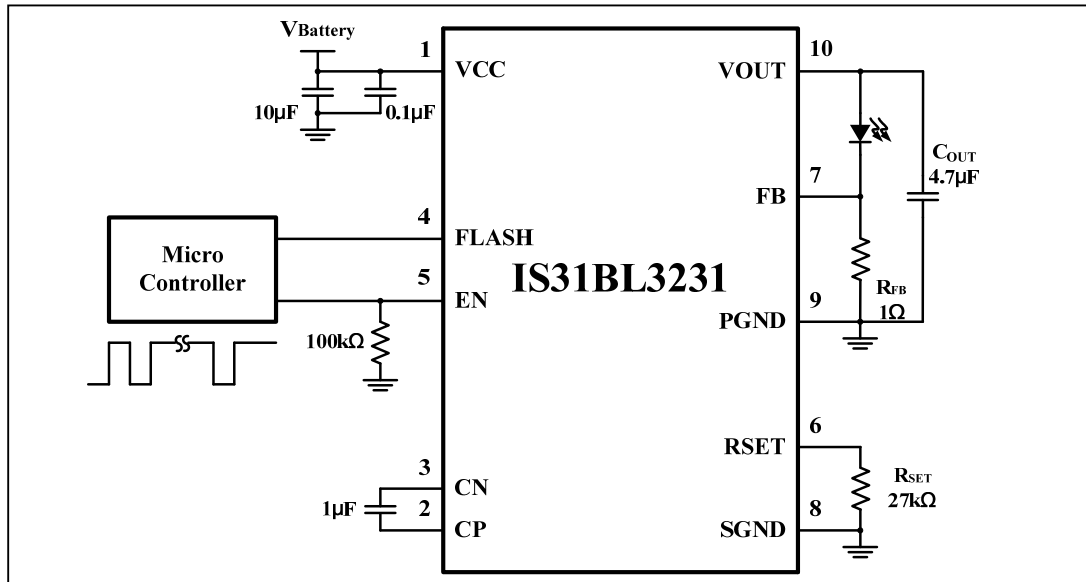 VBattery
1
VCC
10µF
0.1µF
10
VOUT
COUT
4.7µF
7
FB
4
FLASH
Micro
Controller
5
EN
IS31BL3231
RFB
1Ω
9
PGND
100kΩ
6
RSET
RSET
27kΩ
3
CN
1µF
2
CP
8
SGND